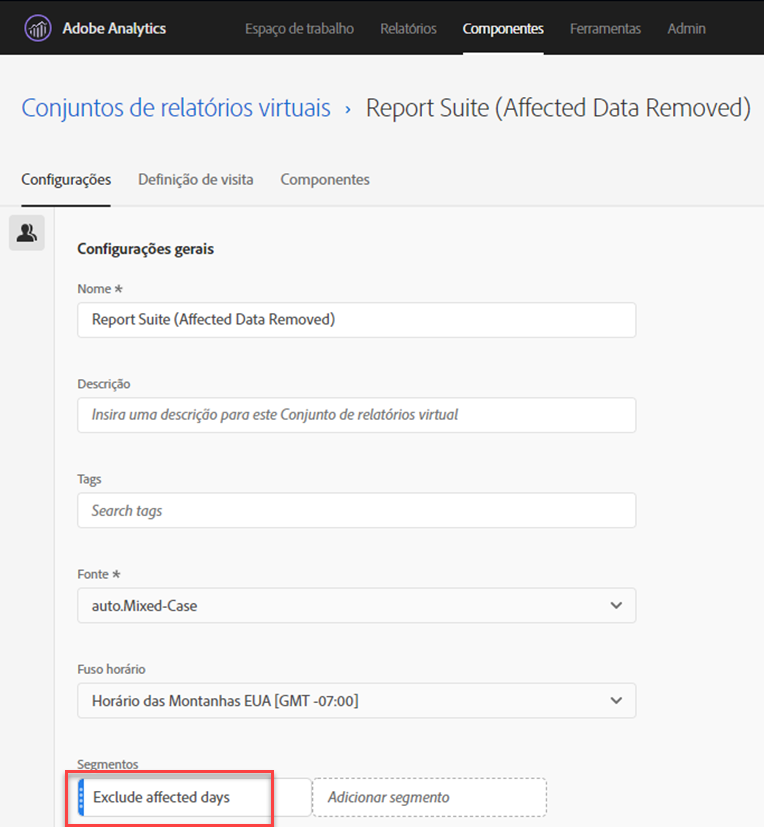 Adobe Analytics Espaço de trabalho Relatórios Componentes Ferramentas Admin
Conjuntos de relatórios virtuais › Report Suite (Affected Data Removed)
Configurações Definição de visita Componentes
Configurações gerais
Nome *
Report Suite (Affected Data Removed)
Descrição
Insira uma descrição para este Conjunto de relatórios virtual
Tags
Search tags
Fonte *
auto.Mixed-Case
Fuso horário
Horário das Montanhas EUA [GMT -07:00]
Segmentos
Exclude affected days Adicionar segmento